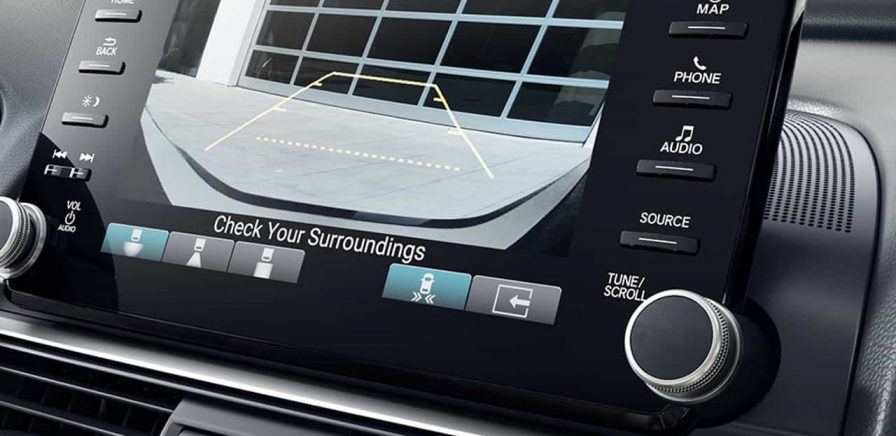 HOME
BACK
VOL
AUDIO
Check Your Surroundings
MAP
PHONE
AUDIO
SOURCE
TUNE/
SCROLL